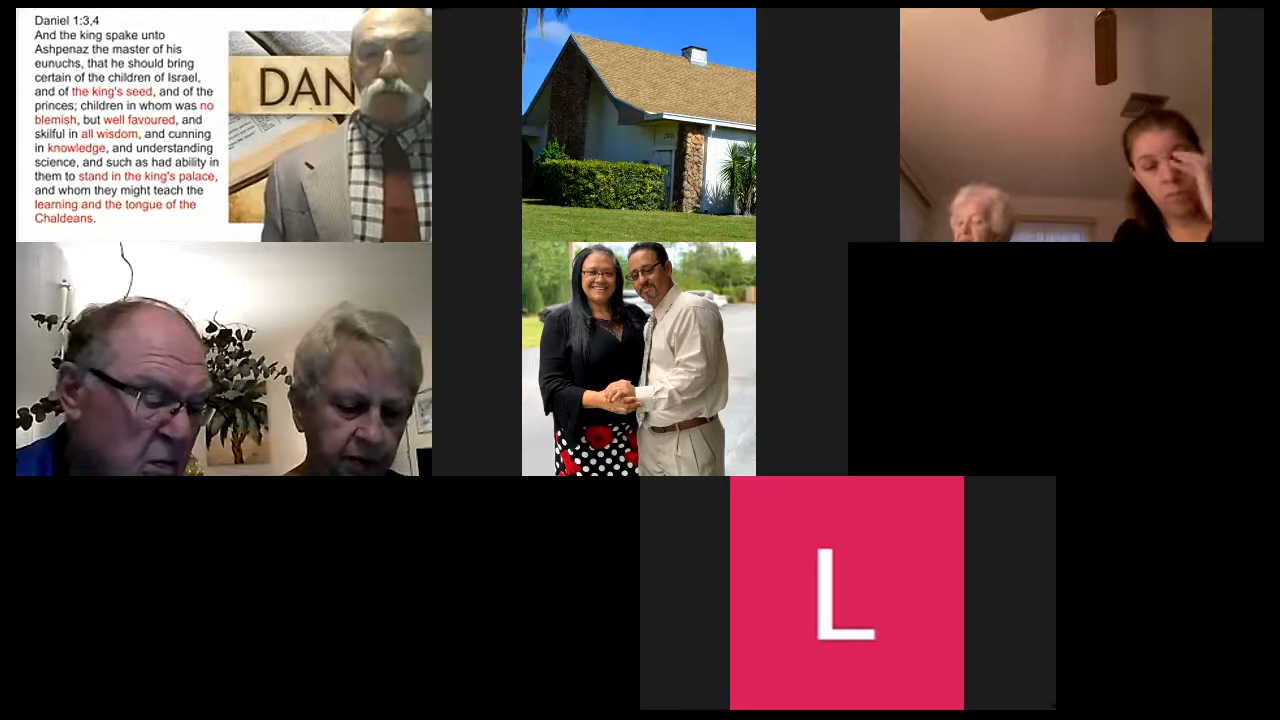 Daniel 1:3,4
And the king spake unto
Ashpenaz the master of his
eunuchs, that he should bring
certain of the children of Israel,
and of the king's seed, and of the
princes; children in whom was no
blemish, but well favoured, and
skilful in all wisdom, and cunning
in knowledge, and understanding
science, and such as had ability in
them to stand in the king's palace,
and whom they might teach the
learning and the tongue of the
Chaldeans.
DAN
L